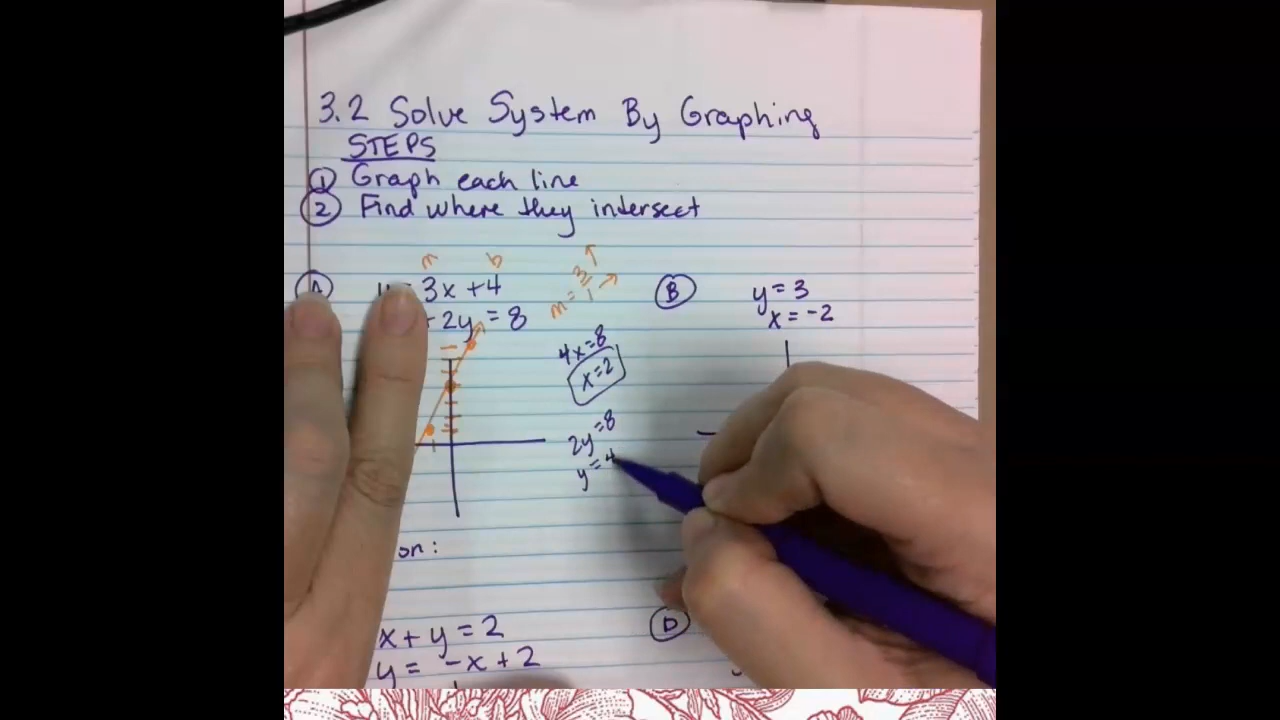 3.2 Solve System By Graphing
STEPS
① Graph each line
② Find where they intersect
m b
3x + 4
+ 2y = 8
m = 3/1
4x = 8
x = 2
2y = 8
y = 4
on:
x + y = 2
y = -x + 2
Ⓑ y = 3
x = -2
Ⓓ